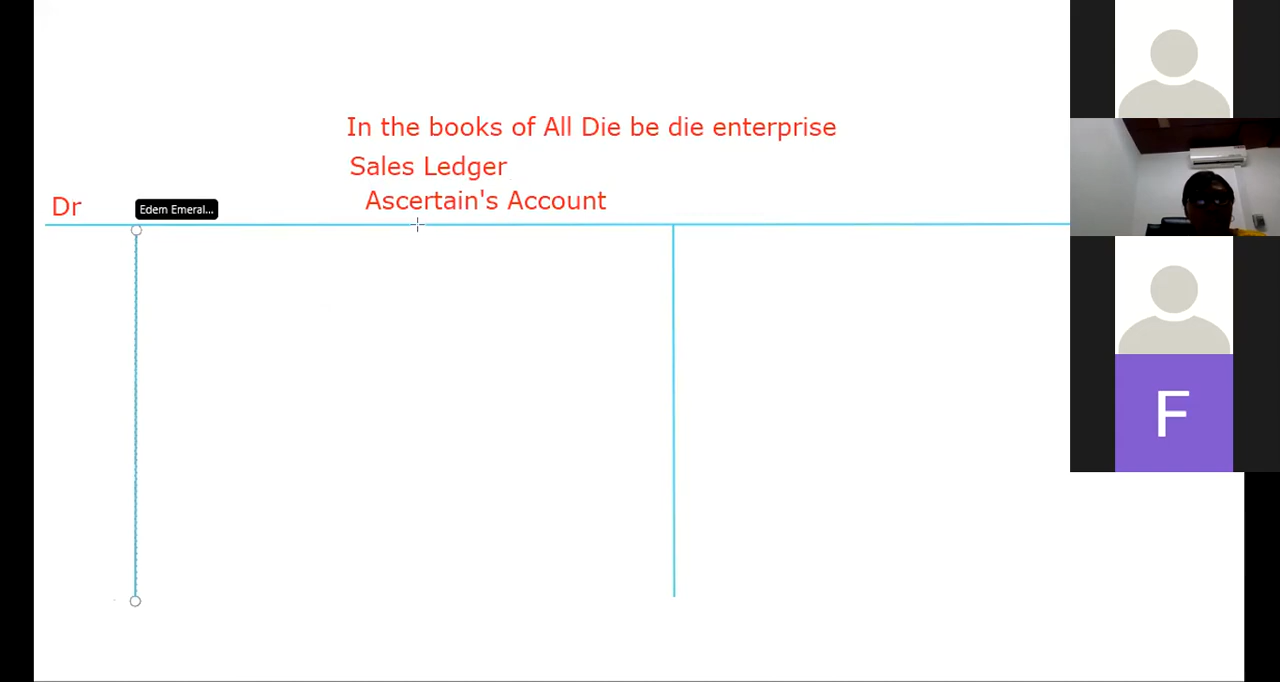 In the books of All Die be die enterprise
Sales Ledger
Ascertain's Account
Dr
Edem Emeral...
F